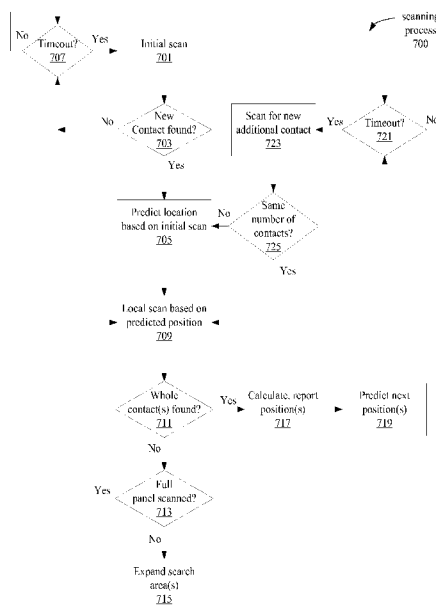 scanning
process
700
No
Timeout?
707
Yes
Initial scan
701
No
New
Contact found?
703
Yes
Scan for new
additional contact
723
Yes
Timeout?
721
No
Predict location
based on initial scan
705
No
Same
number of
contacts?
725
Yes
Local scan based on
predicted position
709
Whole
contact(s) found?
711
Yes
Calculate, report
position(s)
717
Predict next
position(s)
719
No
Yes
Full
panel scanned?
713
No
Expand search
area(s)
715